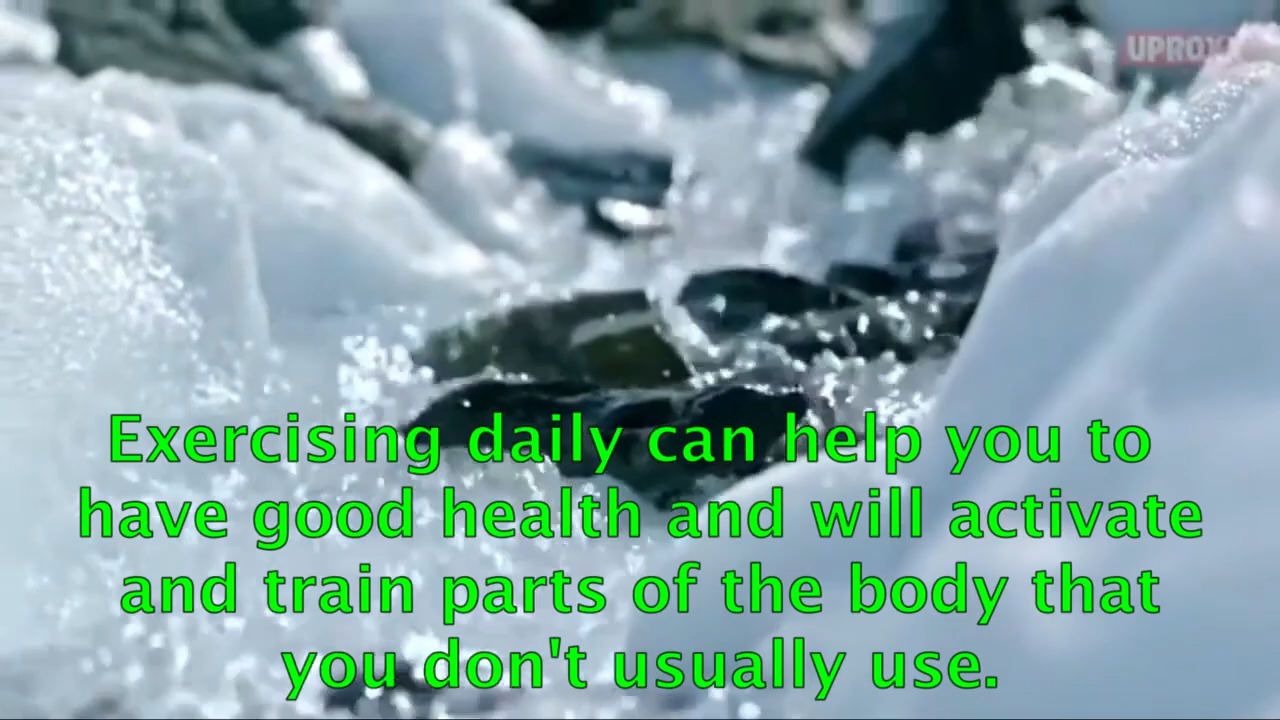 UPROXX
Exercising daily can help you to
have good health and will activate
and train parts of the body that
you don't usually use.